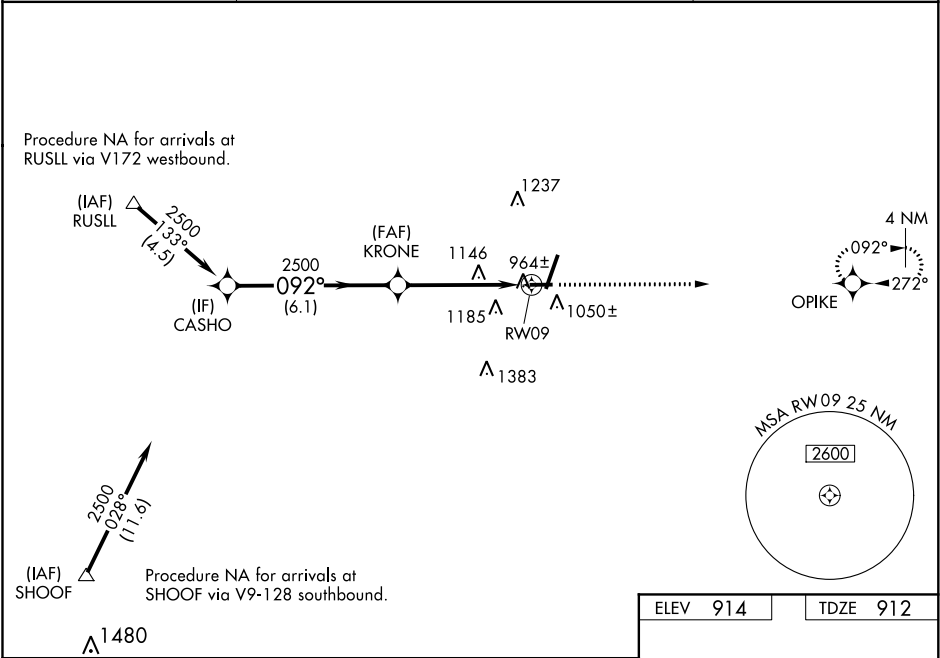 Procedure NA for arrivals at
RUSLL via V172 westbound.
(IAF)
RUSLL
2500
133°
(4.5)
(IF)
CASHO
2500
092°
(6.1)
(FAF)
KRONE
1237
1146
964±
1185
1050±
RW09
1383
4 NM
092°
272°
OPIKE
MSA RW09 25 NM
2600
2500
028°
(11.6)
(IAF)
SHOOF
Procedure NA for arrivals at
SHOOF via V9-128 southbound.
1480
ELEV 914
TDZE 912